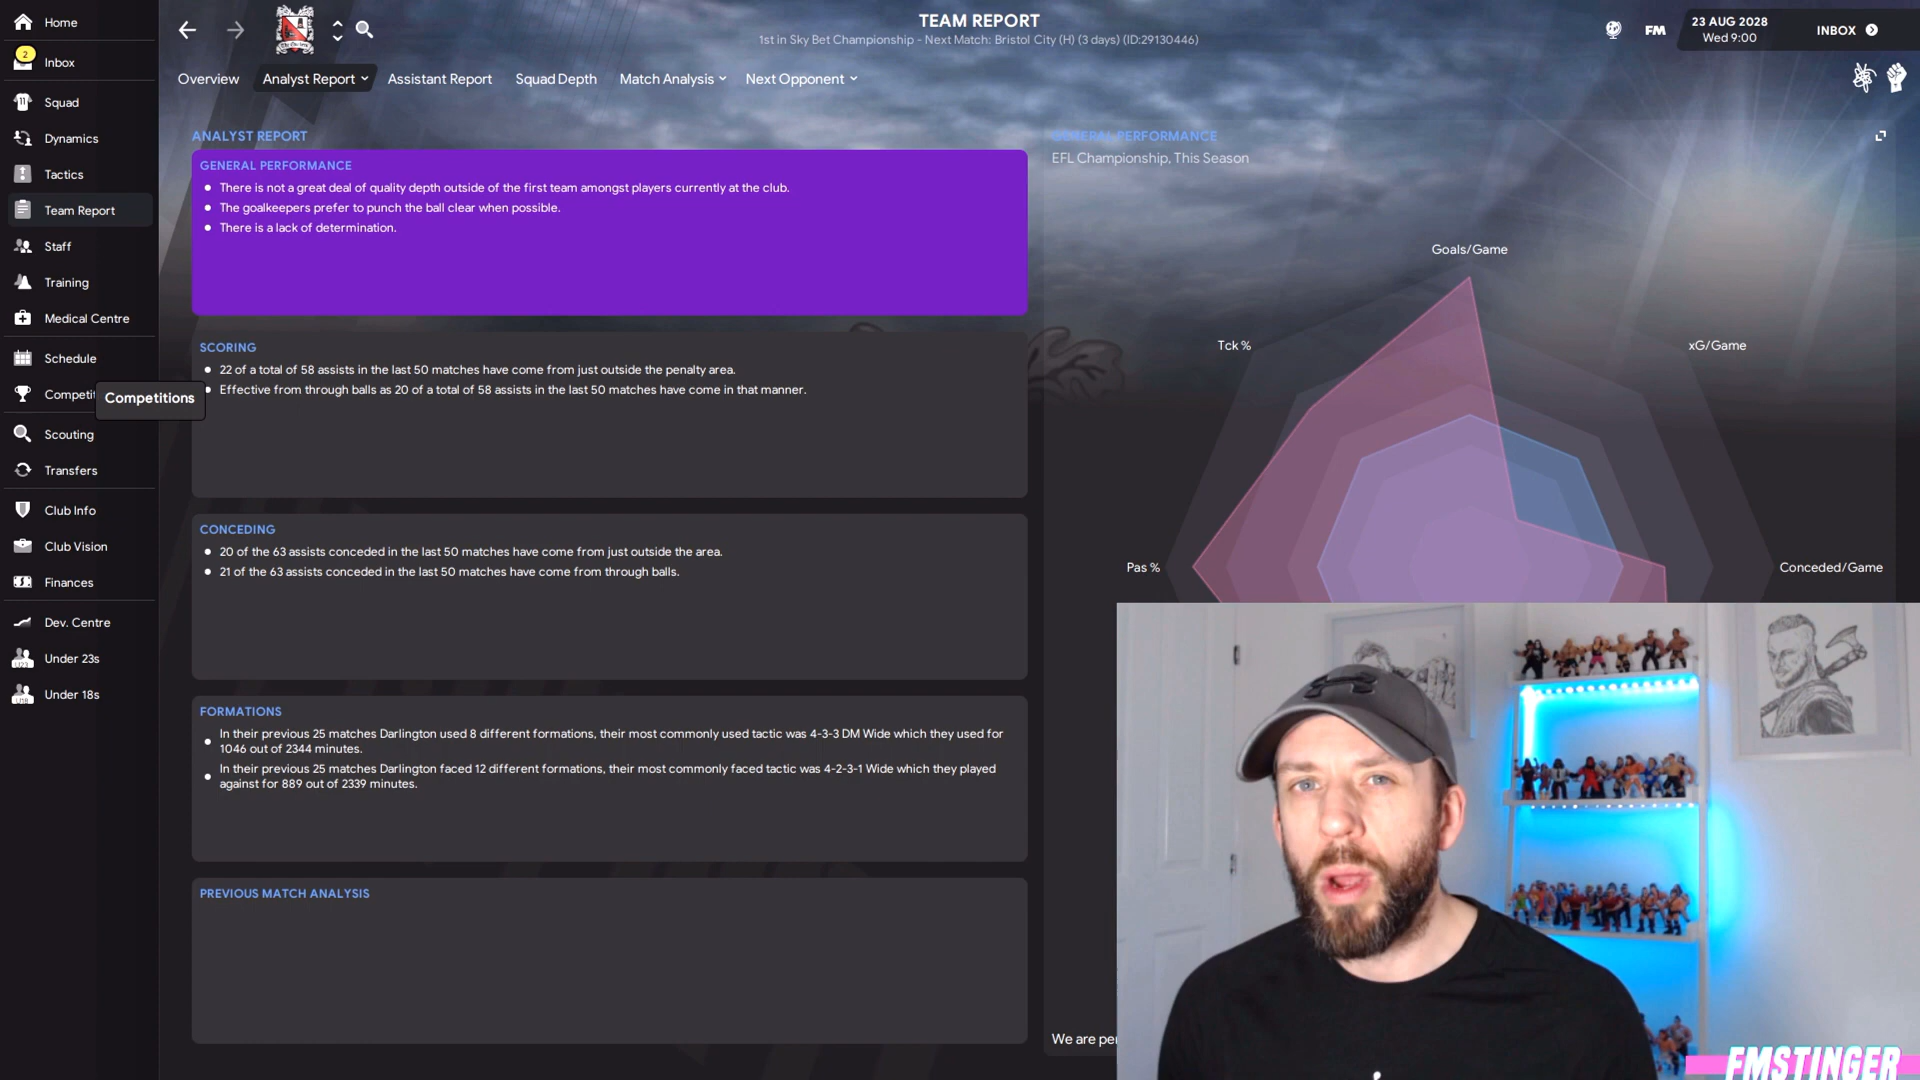 Home
2
Inbox
Squad
Dynamics
Tactics
Team Report
Staff
Training
Medical Centre
Schedule
Competit
Competitions
Scouting
Transfers
Club Info
Club Vision
Finances
Dev. Centre
Under 23s
Under 18s
TEAM REPORT
1st in Sky Bet Championship - Next Match: Bristol City (H) (3 days) (ID:29130446)
FM
23 AUG 2028
Wed 9:00
INBOX
Overview
Analyst Report
Assistant Report
Squad Depth
Match Analysis
Next Opponent
ANALYST REPORT
GENERAL PERFORMANCE
There is not a great deal of quality depth outside of the first team amongst players currently at the club.
The goalkeepers prefer to punch the ball clear when possible.
There is a lack of determination.
SCORING
22 of a total of 58 assists in the last 50 matches have come from just outside the penalty area.
Effective from through balls as 20 of a total of 58 assists in the last 50 matches have come in that manner.
CONCEDING
20 of the 63 assists conceded in the last 50 matches have come from just outside the area.
21 of the 63 assists conceded in the last 50 matches have come from through balls.
FORMATIONS
In their previous 25 matches Darlington used 8 different formations, their most commonly used tactic was 4-3-3 DM Wide which they used for
1046 out of 2344 minutes.
In their previous 25 matches Darlington faced 12 different formations, their most commonly faced tactic was 4-2-3-1 Wide which they played
against for 889 out of 2339 minutes.
PREVIOUS MATCH ANALYSIS
GENERAL PERFORMANCE
EFL Championship, This Season
Goals/Game
Tck %
xG/Game
Pas %
Conceded/Game
We are per
FMSTINGER